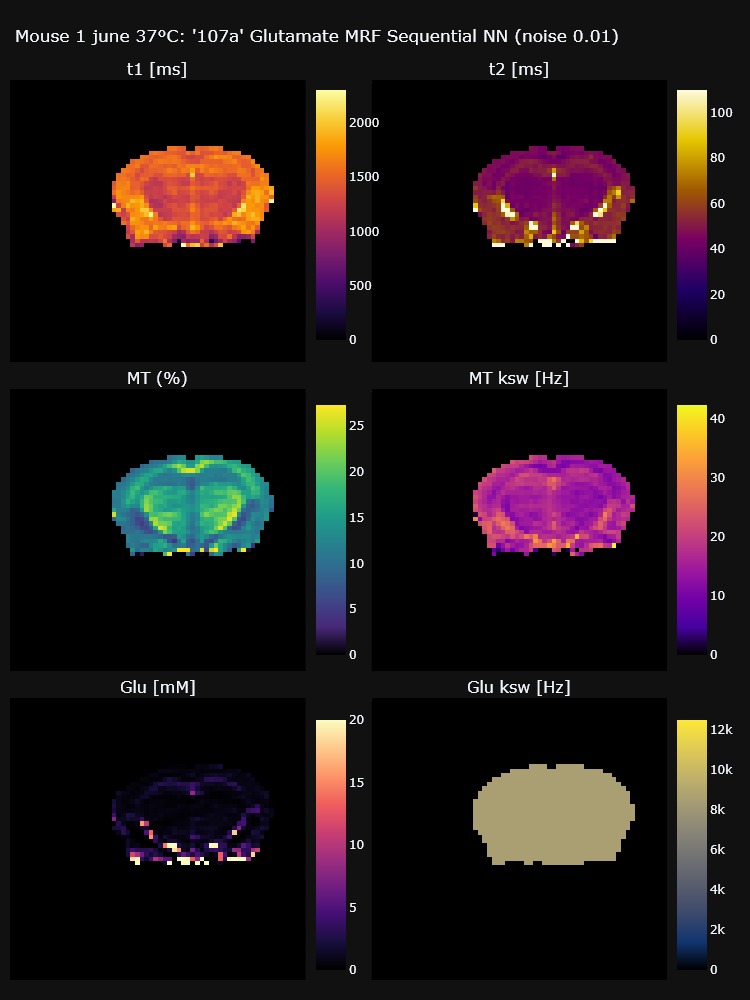 Mouse 1 june 37ºC: '107a' Glutamate MRF Sequential NN (noise 0.01)
t1 [ms]
2000
1500
1000
500
0
t2 [ms]
100
80
60
40
20
0
MT (%)
25
20
15
10
5
0
MT ksw [Hz]
40
30
20
10
0
Glu [mM]
20
15
10
5
0
Glu ksw [Hz]
12k
10k
8k
6k
4k
2k
0